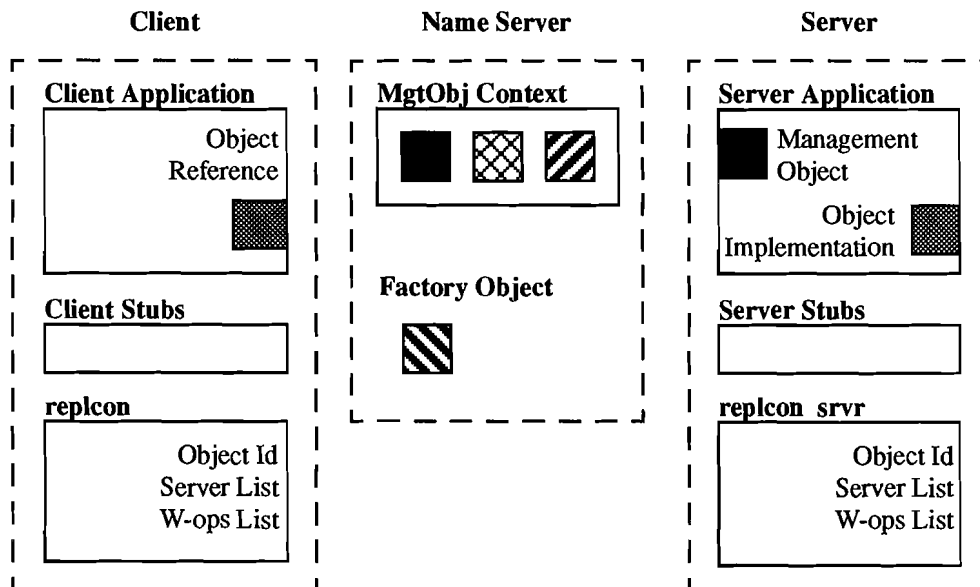 Client
Name Server
Server
Client Application
Object
Reference
Client Stubs
replcon
Object Id
Server List
W-ops List
MgtObj Context
Factory Object
Server Application
Management
Object
Object
Implementation
Server Stubs
replcon_srvr
Object Id
Server List
W-ops List